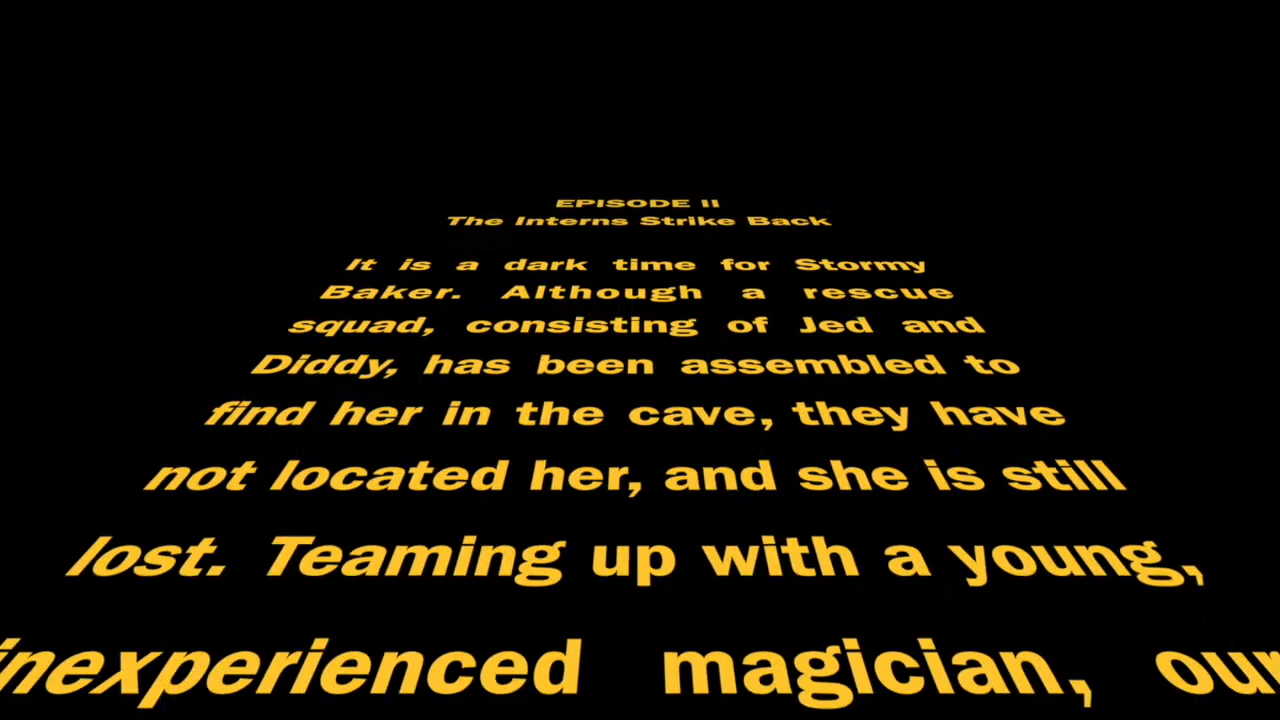 EPISODE II
The Interns Strike Back
It is a dark time for Stormy
Baker. Although a rescue
squad, consisting of Jed and
Diddy, has been assembled to
find her in the cave, they have
not located her, and she is still
lost. Teaming up with a young,
inexperienced magician, our